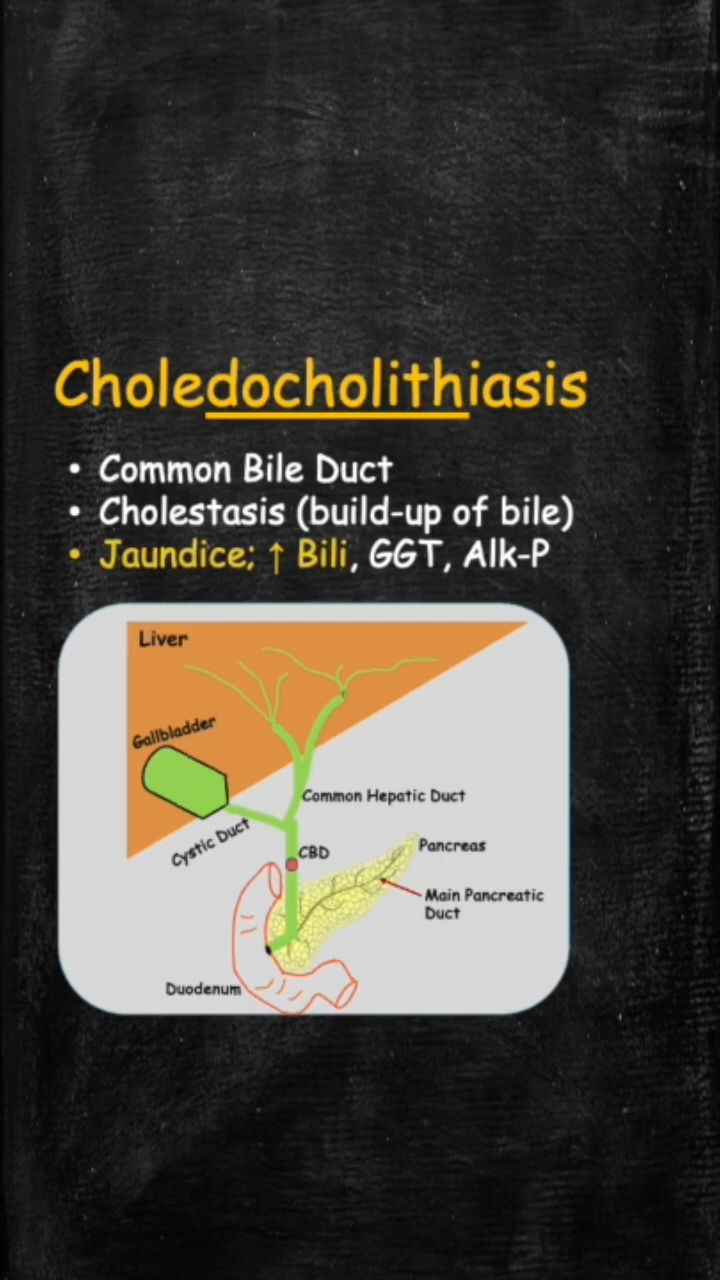 Choledocholithiasis
• Common Bile Duct
• Cholestasis (build-up of bile)
• Jaundice; ↑ Bili, GGT, Alk-P
Liver
Gallbladder
Common Hepatic Duct
Cystic Duct
CBD
Pancreas
Main Pancreatic
Duct
Duodenum